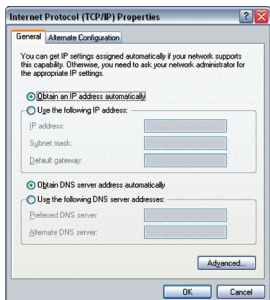 Internet Protocol (TCP/IP) Properties
General
Alternate Configuration
You can get IP settings assigned automatically if your network supports
this capability. Otherwise, you need to ask your network administrator for
the appropriate IP settings.
Obtain an IP address automatically
Use the following IP address:
IP address:
Subnet mask:
Default gateway:
Obtain DNS server address automatically
Use the following DNS server addresses:
Preferred DNS server:
Alternate DNS server:
Advanced...
OK
Cancel